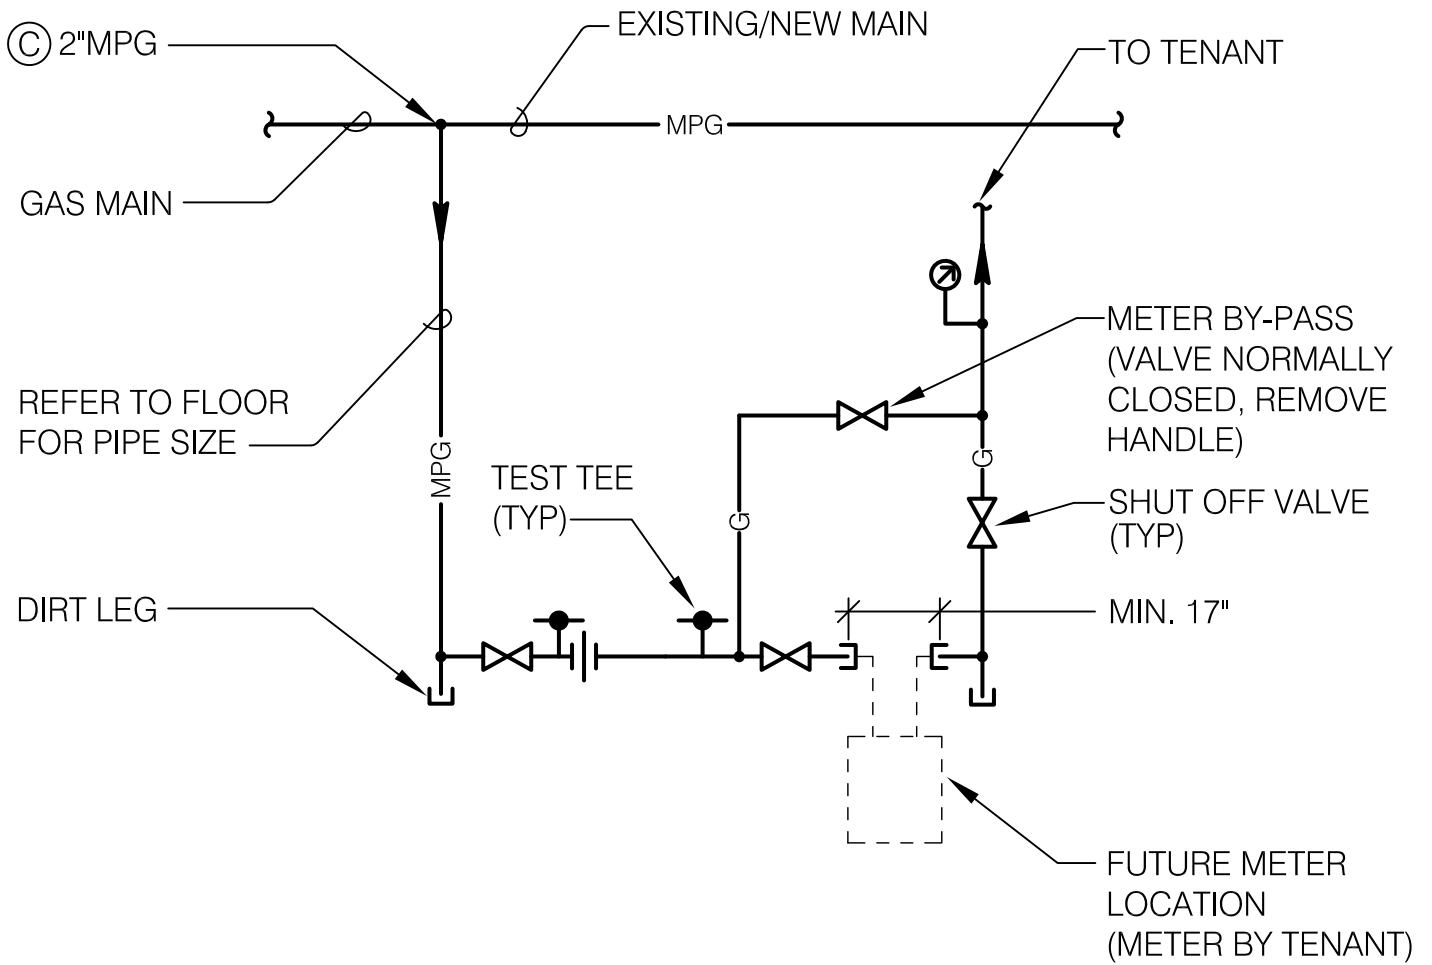 Ⓒ 2"MPG
EXISTING/NEW MAIN
TO TENANT
MPG
GAS MAIN
METER BY-PASS
(VALVE NORMALLY
CLOSED, REMOVE
HANDLE)
REFER TO FLOOR
FOR PIPE SIZE
MPG
TEST TEE
(TYP)
G
G
SHUT OFF VALVE
(TYP)
DIRT LEG
MIN. 17"
FUTURE METER
LOCATION
(METER BY TENANT)